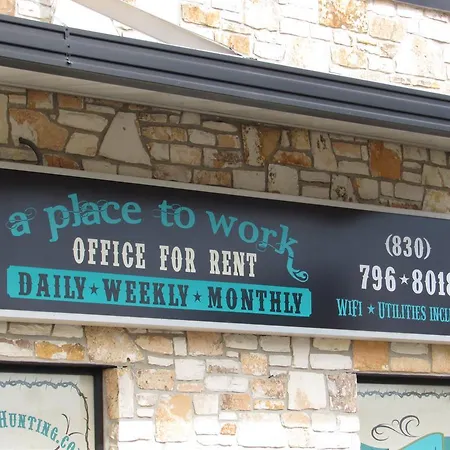 a place to work
OFFICE FOR RENT
DAILY★WEEKLY★MONTHLY
(830)
796★8018
WIFI ★ UTILITIES INCL
HUNTING.CO